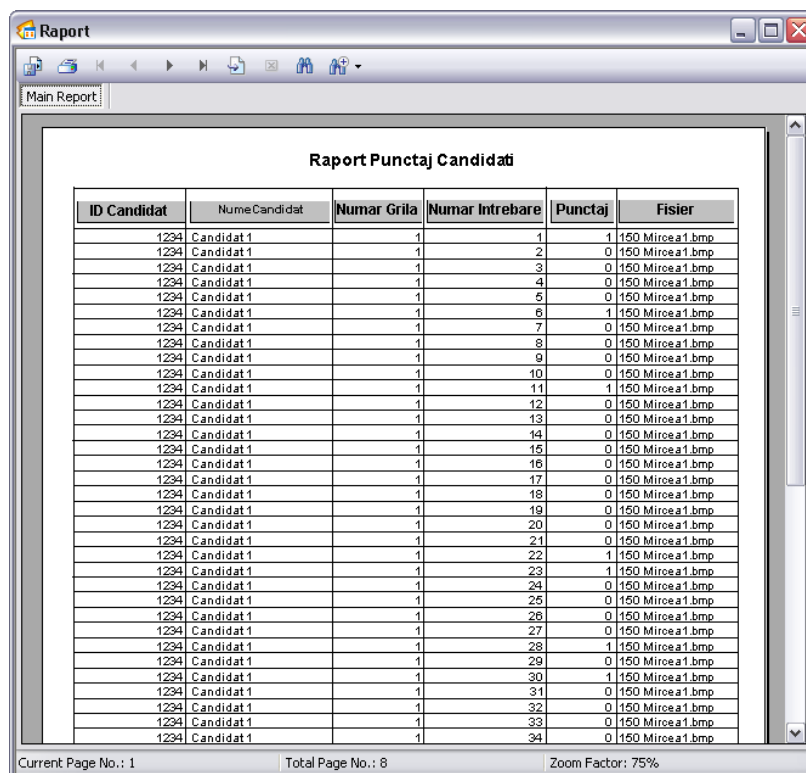 Raport
Main Report
Raport Punctaj Candidati
ID Candidat NumeCandidat Numar Grila Numar Intrebare Punctaj Fisier
1234 Candidat 1 1 1 1 150 Mircea1.bmp
1234 Candidat 1 1 2 0 150 Mircea1.bmp
1234 Candidat 1 1 3 0 150 Mircea1.bmp
1234 Candidat 1 1 4 0 150 Mircea1.bmp
1234 Candidat 1 1 5 0 150 Mircea1.bmp
1234 Candidat 1 1 6 1 150 Mircea1.bmp
1234 Candidat 1 1 7 0 150 Mircea1.bmp
1234 Candidat 1 1 8 0 150 Mircea1.bmp
1234 Candidat 1 1 9 0 150 Mircea1.bmp
1234 Candidat 1 1 10 0 150 Mircea1.bmp
1234 Candidat 1 1 11 1 150 Mircea1.bmp
1234 Candidat 1 1 12 0 150 Mircea1.bmp
1234 Candidat 1 1 13 0 150 Mircea1.bmp
1234 Candidat 1 1 14 0 150 Mircea1.bmp
1234 Candidat 1 1 15 0 150 Mircea1.bmp
1234 Candidat 1 1 16 0 150 Mircea1.bmp
1234 Candidat 1 1 17 0 150 Mircea1.bmp
1234 Candidat 1 1 18 0 150 Mircea1.bmp
1234 Candidat 1 1 19 0 150 Mircea1.bmp
1234 Candidat 1 1 20 0 150 Mircea1.bmp
1234 Candidat 1 1 21 0 150 Mircea1.bmp
1234 Candidat 1 1 22 1 150 Mircea1.bmp
1234 Candidat 1 1 23 1 150 Mircea1.bmp
1234 Candidat 1 1 24 0 150 Mircea1.bmp
1234 Candidat 1 1 25 0 150 Mircea1.bmp
1234 Candidat 1 1 26 0 150 Mircea1.bmp
1234 Candidat 1 1 27 0 150 Mircea1.bmp
1234 Candidat 1 1 28 1 150 Mircea1.bmp
1234 Candidat 1 1 29 0 150 Mircea1.bmp
1234 Candidat 1 1 30 1 150 Mircea1.bmp
1234 Candidat 1 1 31 0 150 Mircea1.bmp
1234 Candidat 1 1 32 0 150 Mircea1.bmp
1234 Candidat 1 1 33 0 150 Mircea1.bmp
1234 Candidat 1 1 34 0 150 Mircea1.bmp
Current Page No.: 1 Total Page No.: 8 Zoom Factor: 75%